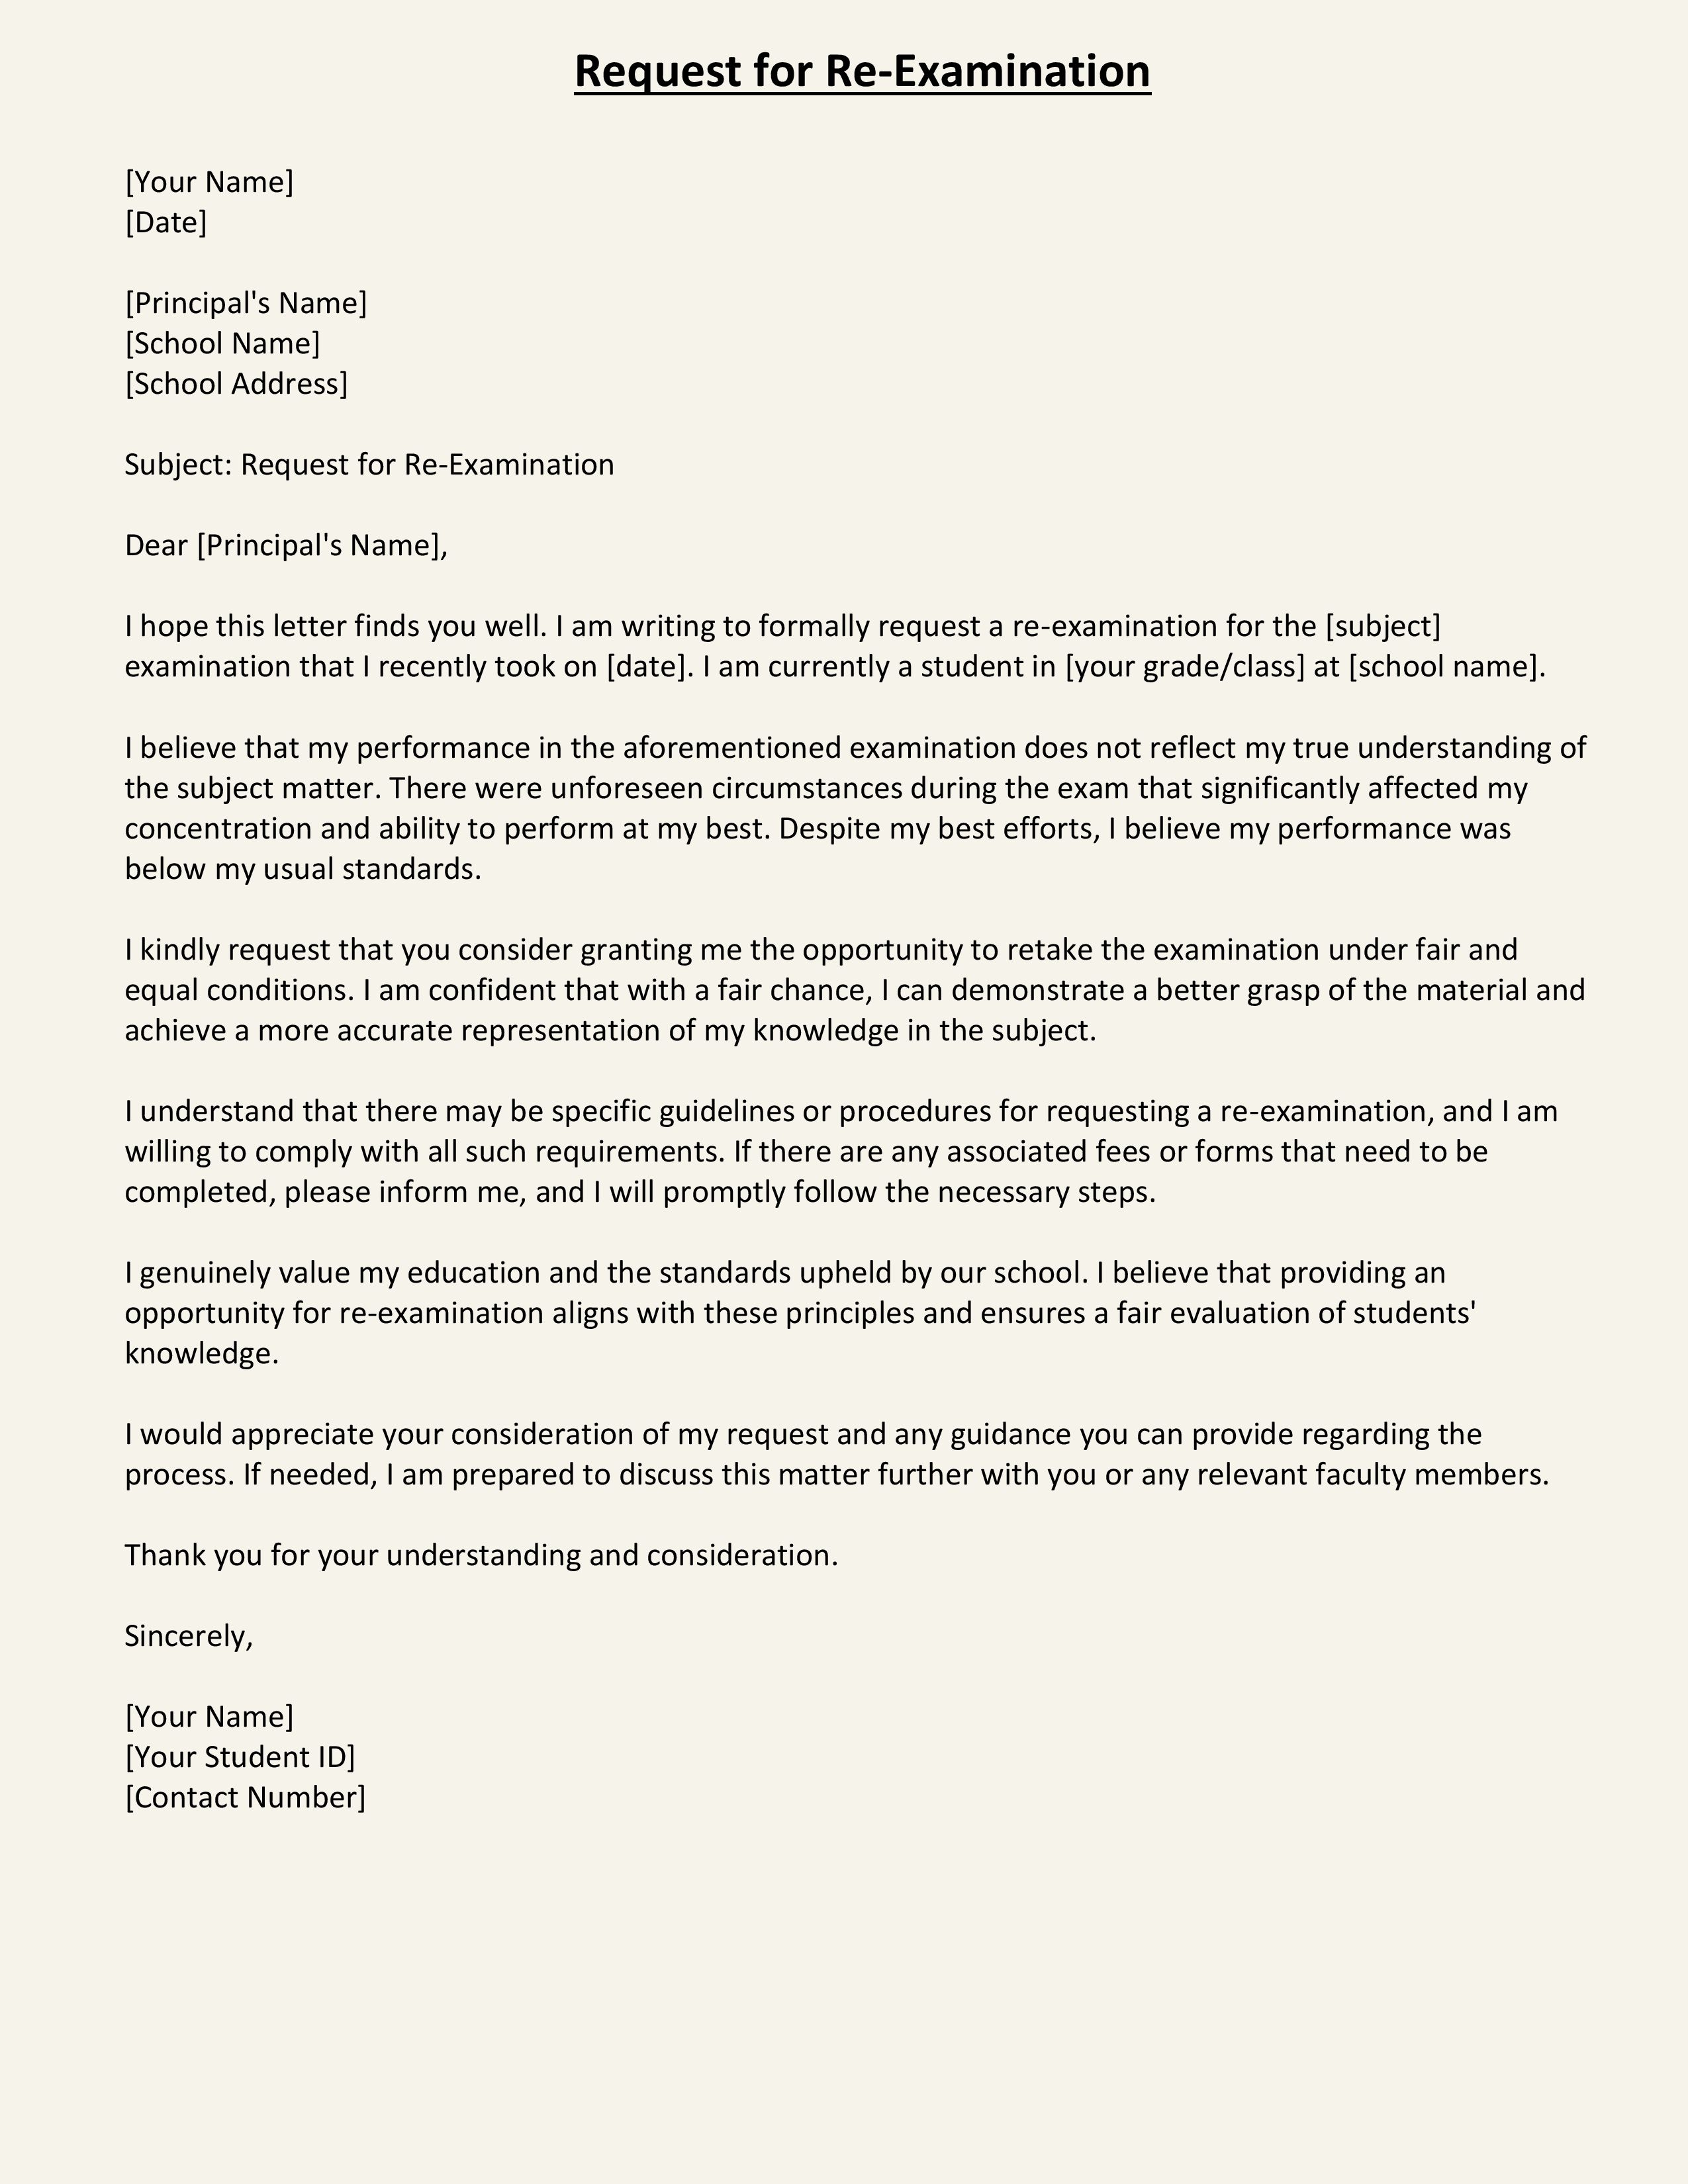 Request for Re-Examination
[Your Name]
[Date]
[Principal's Name]
[School Name]
[School Address]
Subject: Request for Re-Examination
Dear [Principal's Name],
I hope this letter finds you well. I am writing to formally request a re-examination for the [subject]
examination that I recently took on [date]. I am currently a student in [your grade/class] at [school name].
I believe that my performance in the aforementioned examination does not reflect my true understanding of
the subject matter. There were unforeseen circumstances during the exam that significantly affected my
concentration and ability to perform at my best. Despite my best efforts, I believe my performance was
below my usual standards.
I kindly request that you consider granting me the opportunity to retake the examination under fair and
equal conditions. I am confident that with a fair chance, I can demonstrate a better grasp of the material and
achieve a more accurate representation of my knowledge in the subject.
I understand that there may be specific guidelines or procedures for requesting a re-examination, and I am
willing to comply with all such requirements. If there are any associated fees or forms that need to be
completed, please inform me, and I will promptly follow the necessary steps.
I genuinely value my education and the standards upheld by our school. I believe that providing an
opportunity for re-examination aligns with these principles and ensures a fair evaluation of students'
knowledge.
I would appreciate your consideration of my request and any guidance you can provide regarding the
process. If needed, I am prepared to discuss this matter further with you or any relevant faculty members.
Thank you for your understanding and consideration.
Sincerely,
[Your Name]
[Your Student ID]
[Contact Number]